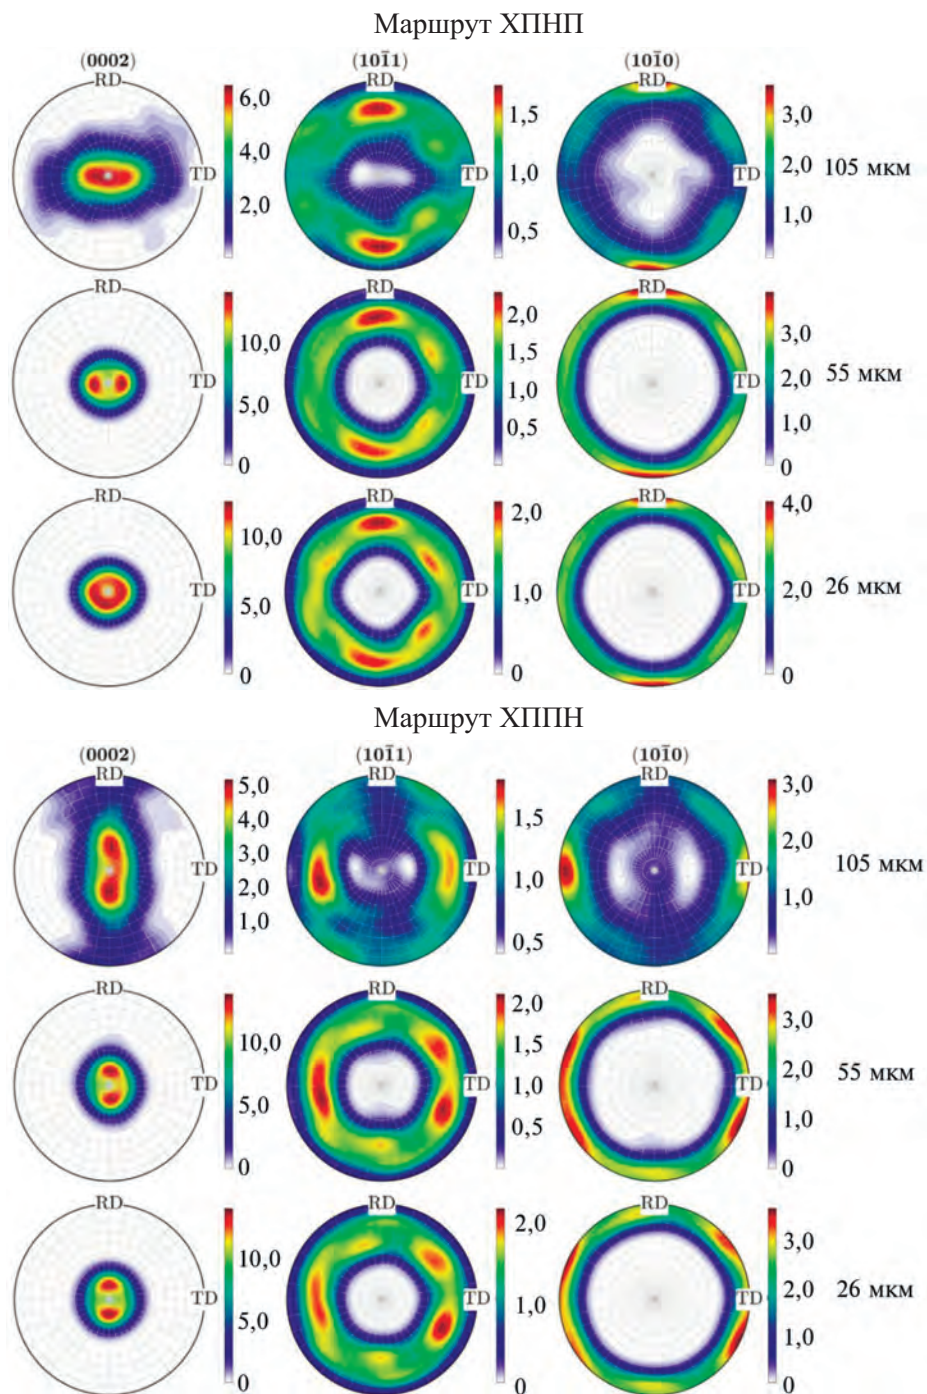 Маршрут ХПНП
(0002) (101̅1) (101̅0)
RD RD RD
TD TD TD
6,0 4,0 2,0
1,5 1,0 0,5
3,0 2,0 1,0
105 мкм
RD RD RD
TD TD TD
10,0 5,0 0
2,0 1,5 1,0 0,5
3,0 2,0 1,0 0
55 мкм
RD RD RD
TD TD TD
10,0 5,0 0
2,0 1,0 0
4,0 2,0 0
26 мкм
Маршрут ХППН
(0002) (101̅1) (101̅0)
RD RD RD
TD TD TD
5,0 4,0 3,0 2,0 1,0
1,5 1,0 0,5
3,0 2,0 1,0
105 мкм
RD RD RD
TD TD TD
10,0 5,0 0
2,0 1,5 1,0 0,5
3,0 2,0 1,0 0
55 мкм
RD RD RD
TD TD TD
10,0 5,0 0
2,0 1,0 0
3,0 2,0 1,0 0
26 мкм